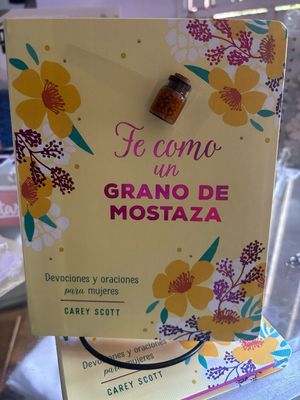 Fe como
un
GRANO DE
MOSTAZA
Devociones y oraciones
para mujeres
CAREY SCOTT
Devociones y oraciones
para mujeres
CAREY SCOTT